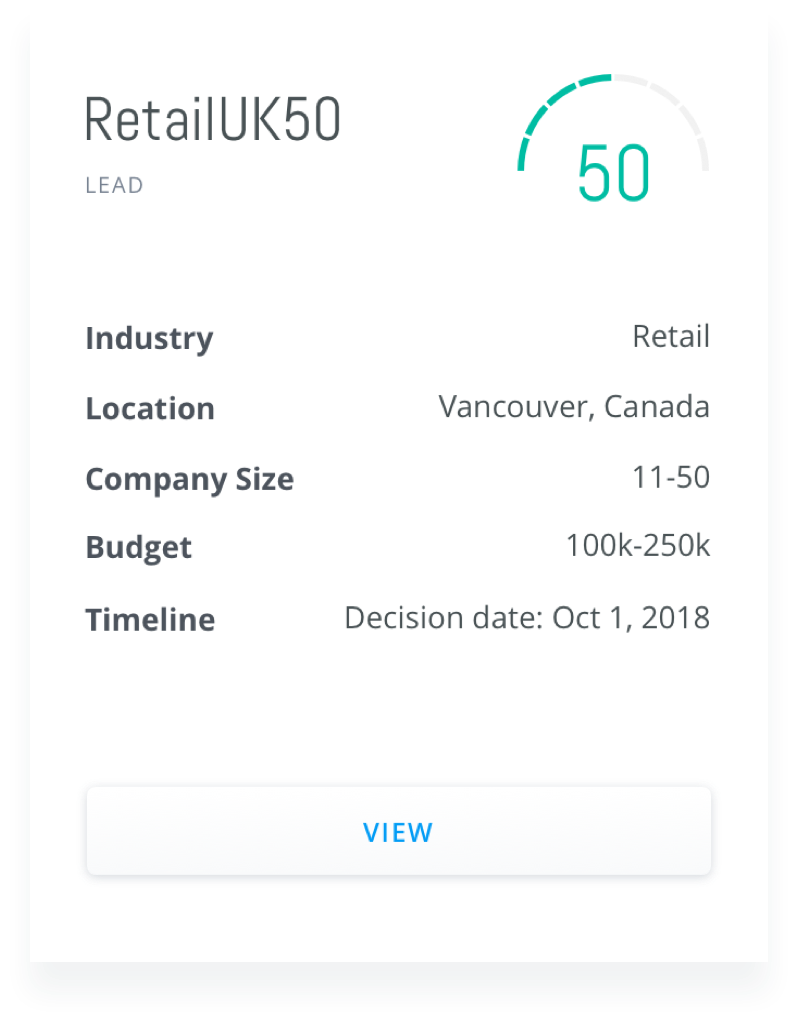 RetailUK50
LEAD
50
Industry Retail
Location Vancouver, Canada
Company Size 11-50
Budget 100k-250k
Timeline Decision date: Oct 1, 2018
VIEW